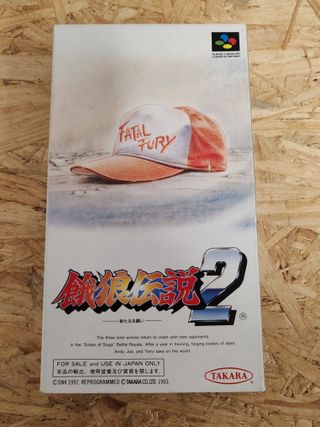 FATAL
FURY
餓狼伝説2
新たなる闘い
The three lone wolves return to clash with new opponents
in the "Sultan of Slugs" Battle Royale. After a year in training, forging bodies of steel,
Andy, Joe, and Terry take on the world!
FOR SALE and USE IN JAPAN ONLY
本品の輸出、使用営業及び賃貸を禁じます。
©SNK 1992. REPROGRAMMED ©TAKARA CO.,LTD. 1993.
TAKARA